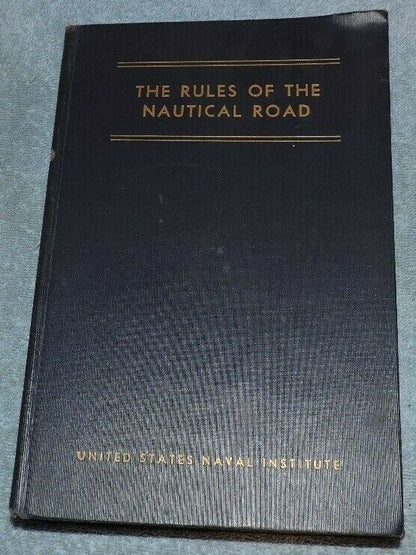 THE RULES OF THE
NAUTICAL ROAD
UNITED STATES NAVAL INSTITUTE